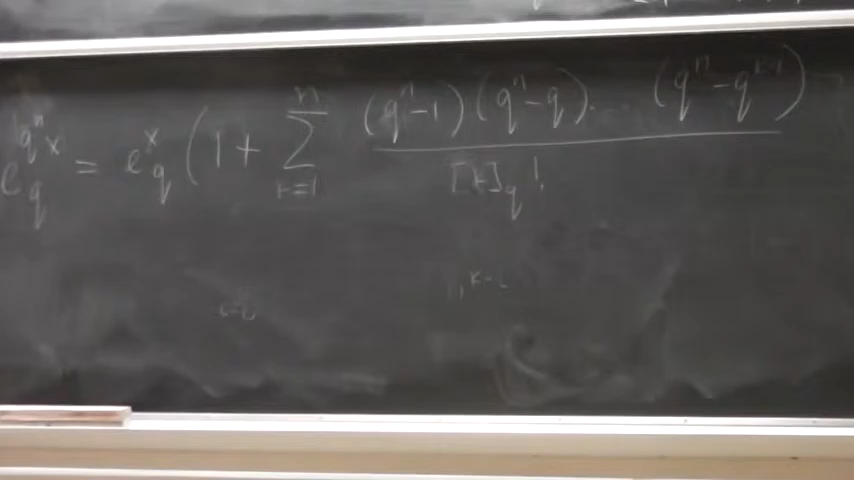 e_q^{q^n x} = e_q^x ( 1 + \sum_{k=1}^{n} \frac{(q^n-1)(q^n-q) \cdots (q^n-q^{k-1})}{[k]_q!}